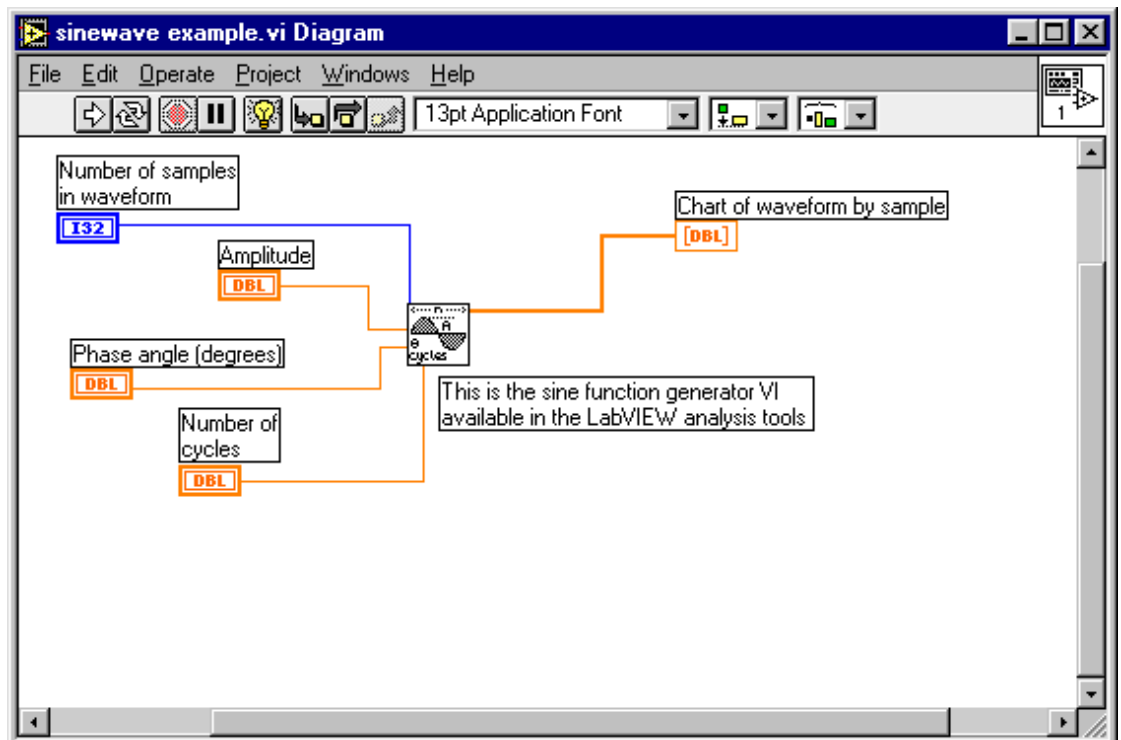 sinewave example.vi Diagram
File Edit Operate Project Windows Help
13pt Application Font
1
Number of samples
in waveform
I32
Chart of waveform by sample
[DBL]
Amplitude
DBL
n
A
θ
cycles
Phase angle (degrees)
DBL
This is the sine function generator VI
available in the LabVIEW analysis tools
Number of
cycles
DBL